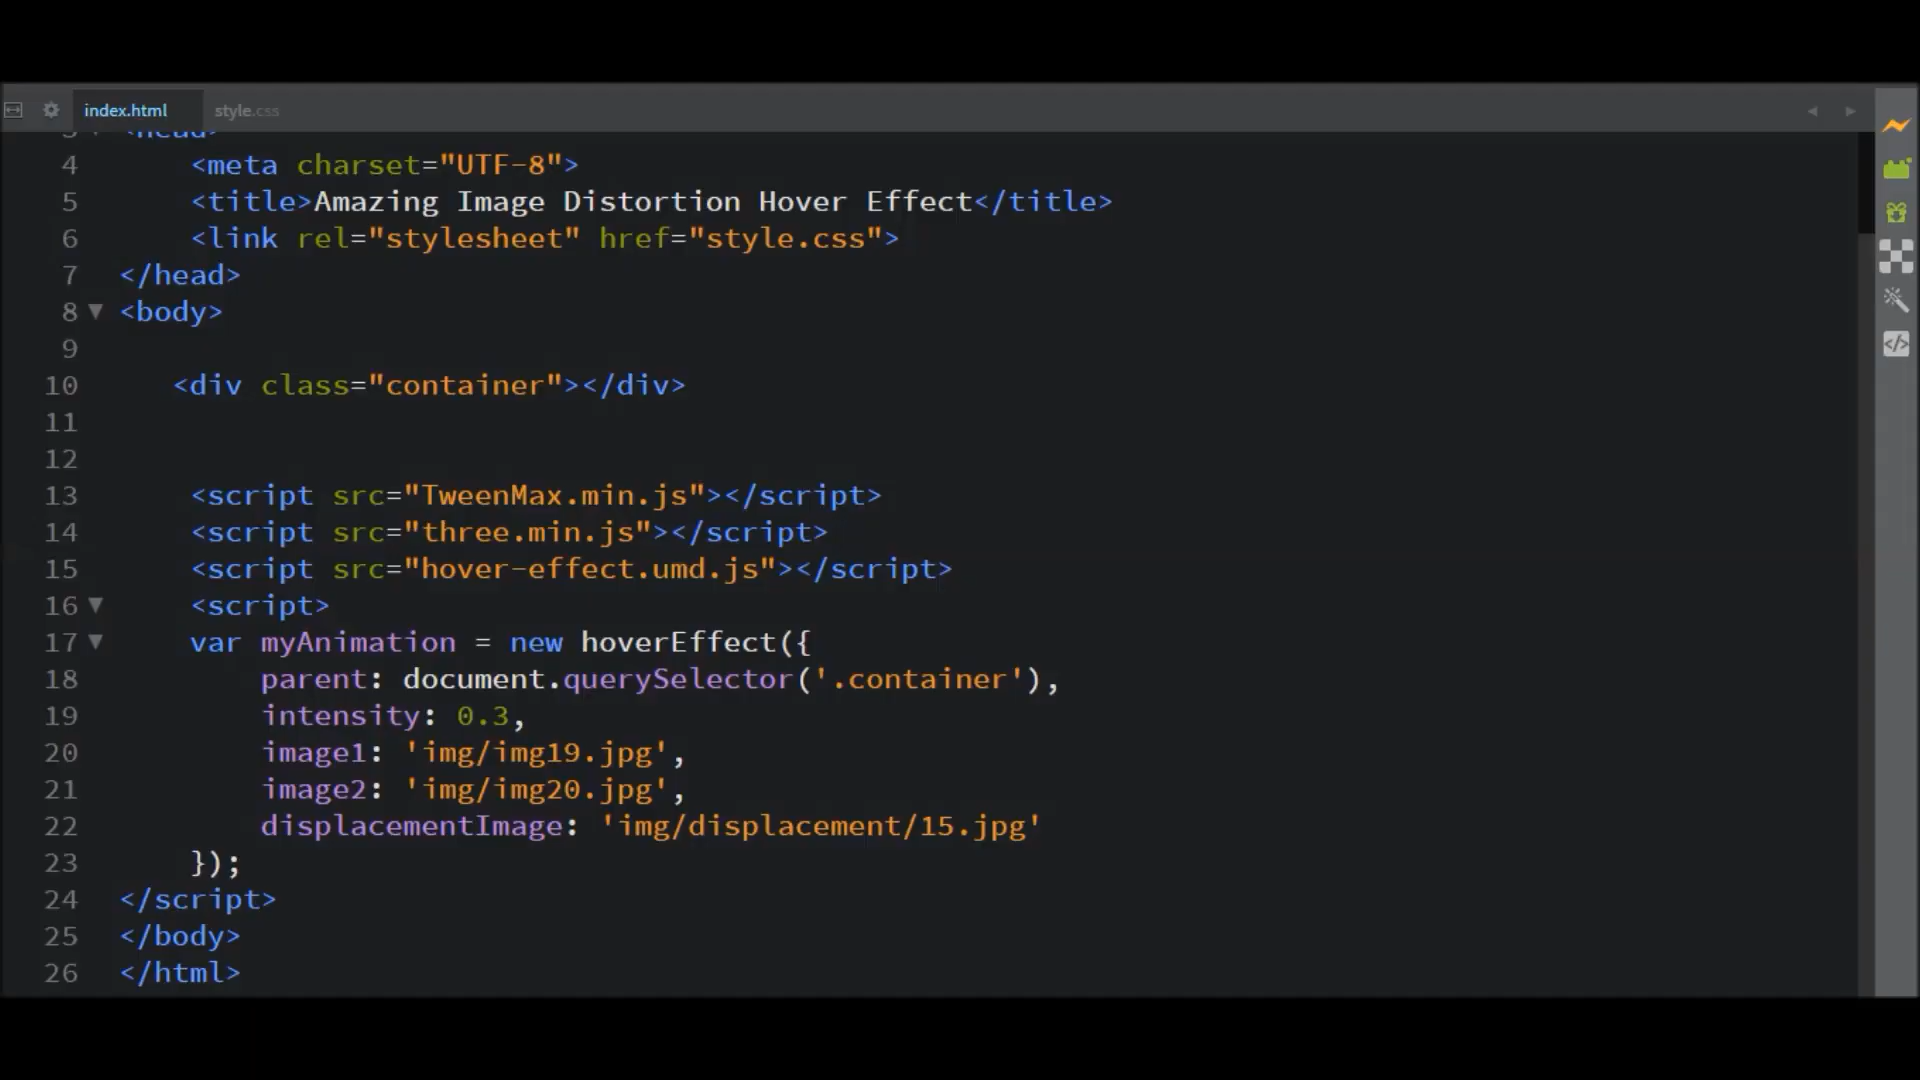 index.html style.css
3 <head>
4 <meta charset="UTF-8">
5 <title>Amazing Image Distortion Hover Effect</title>
6 <link rel="stylesheet" href="style.css">
7 </head>
8 <body>
9
10 <div class="container"></div>
11
12
13 <script src="TweenMax.min.js"></script>
14 <script src="three.min.js"></script>
15 <script src="hover-effect.umd.js"></script>
16 <script>
17 var myAnimation = new hoverEffect({
18 parent: document.querySelector('.container'),
19 intensity: 0.3,
20 image1: 'img/img19.jpg',
21 image2: 'img/img20.jpg',
22 displacementImage: 'img/displacement/15.jpg'
23 });
24 </script>
25 </body>
26 </html>